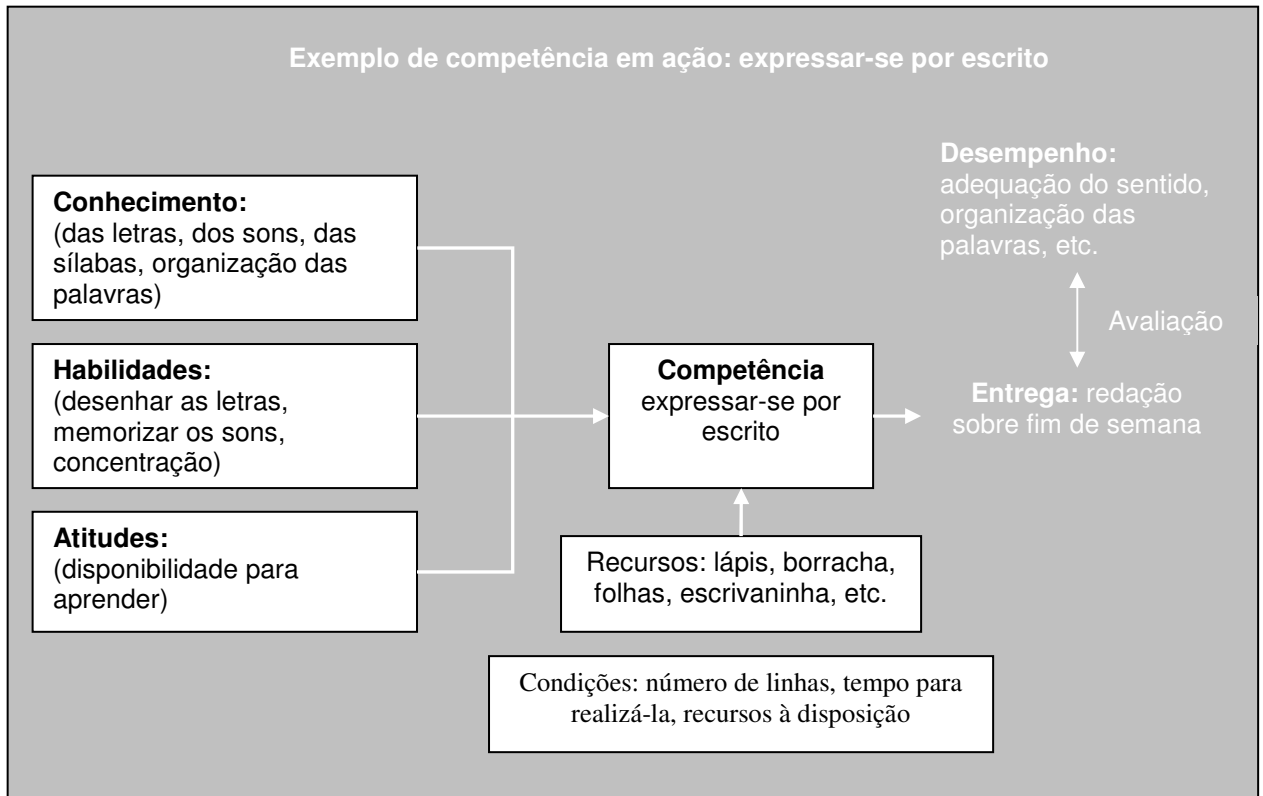 Exemplo de competência em ação: expressar-se por escrito
Conhecimento:
(das letras, dos sons, das
sílabas, organização das
palavras)
Habilidades:
(desenhar as letras,
memorizar os sons,
concentração)
Atitudes:
(disponibilidade para
aprender)
Competência
expressar-se por
escrito
Recursos: lápis, borracha,
folhas, escrivaninha, etc.
Condições: número de linhas, tempo para
realizá-la, recursos à disposição
Desempenho:
adequação do sentido,
organização das
palavras, etc.
Avaliação
Entrega: redação
sobre fim de semana